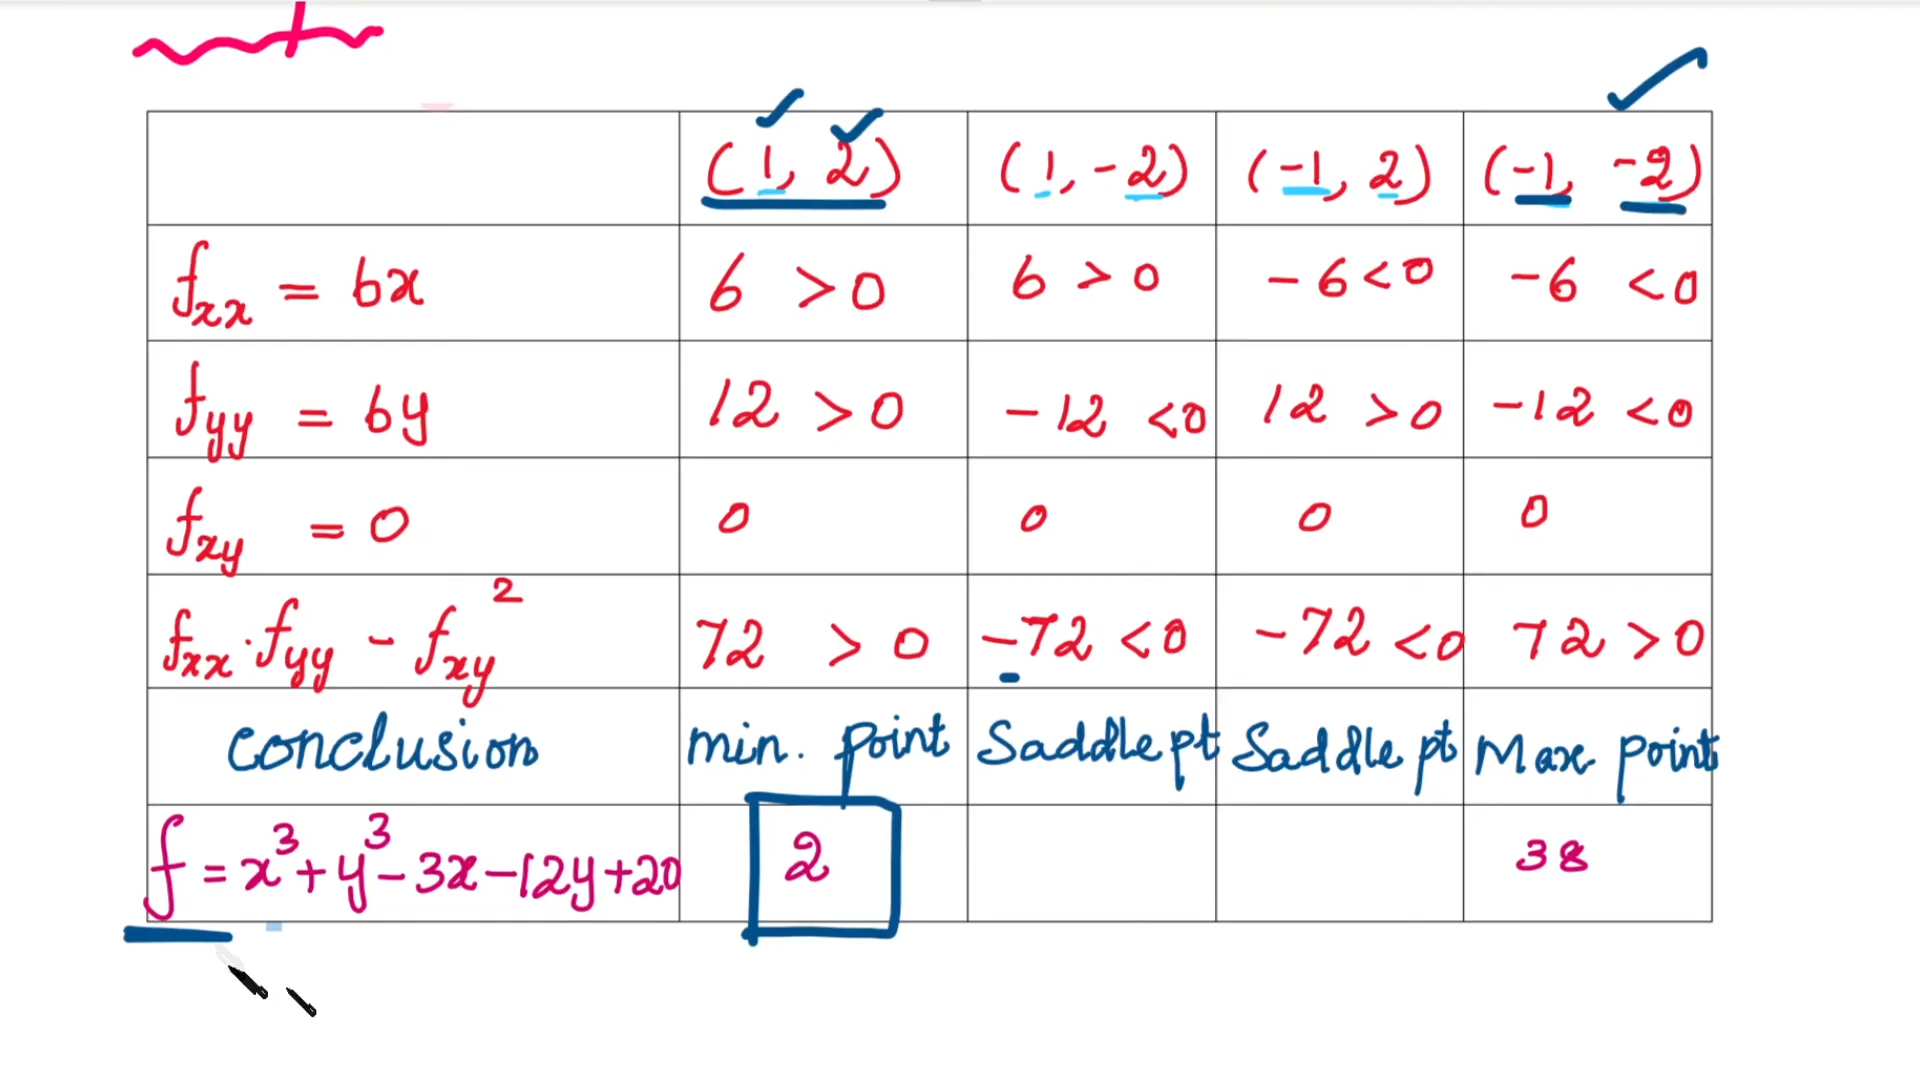 (1, 2) (1, -2) (-1, 2) (-1, -2)
fxx = 6x 6 > 0 6 > 0 -6 < 0 -6 < 0
fyy = 6y 12 > 0 -12 < 0 12 > 0 -12 < 0
fxy = 0 0 0 0 0
fxx · fyy - fxy² 72 > 0 -72 < 0 -72 < 0 72 > 0
conclusion min. point Saddle pt Saddle pt Max. point
f = x³ + y³ - 3x - 12y + 20 2 38